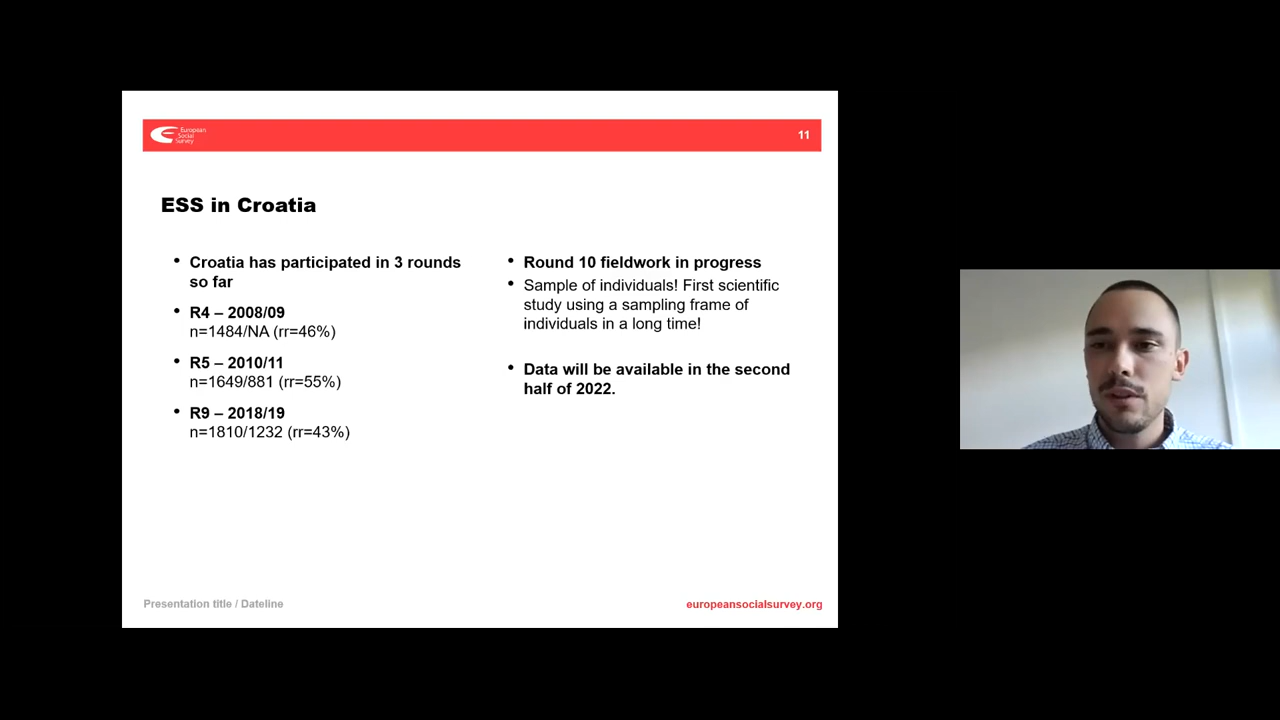 European
Social
Survey
11
ESS in Croatia
• Croatia has participated in 3 rounds
so far
• R4 – 2008/09
n=1484/NA (rr=46%)
• R5 – 2010/11
n=1649/881 (rr=55%)
• R9 – 2018/19
n=1810/1232 (rr=43%)
• Round 10 fieldwork in progress
• Sample of individuals! First scientific
study using a sampling frame of
individuals in a long time!
• Data will be available in the second
half of 2022.
Presentation title / Dateline
europeansocialsurvey.org